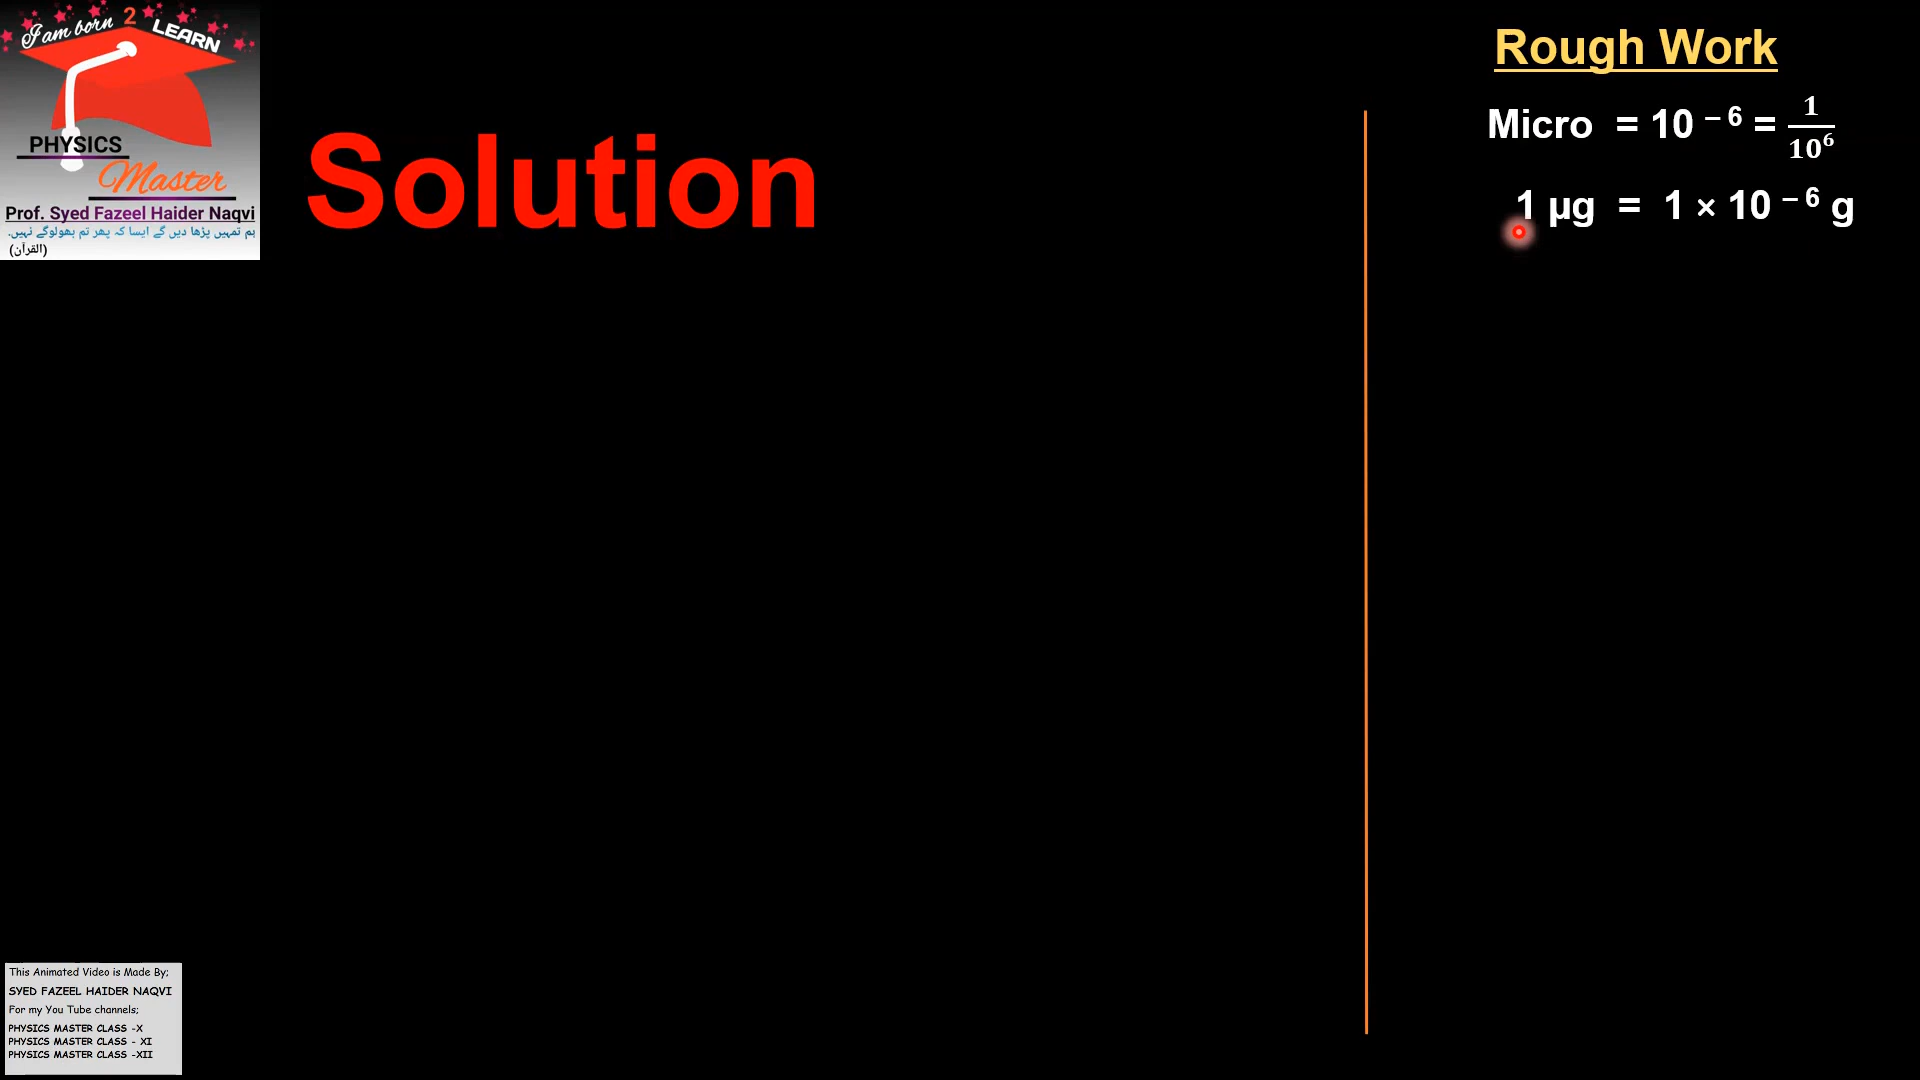 I am born 2 LEARN
PHYSICS
Master
Prof. Syed Fazeel Haider Naqvi
ہم تمہیں پڑھا دیں گے ایسا کہ پھر تم بھولوگے نہیں۔
(القرآن)
Solution
Rough Work
Micro = 10 ⁻ ⁶ = 1/10⁶
1 µg = 1 × 10 ⁻ ⁶ g
This Animated Video is Made By;
SYED FAZEEL HAIDER NAQVI
For my You Tube channels;
PHYSICS MASTER CLASS -X
PHYSICS MASTER CLASS - XI
PHYSICS MASTER CLASS -XII